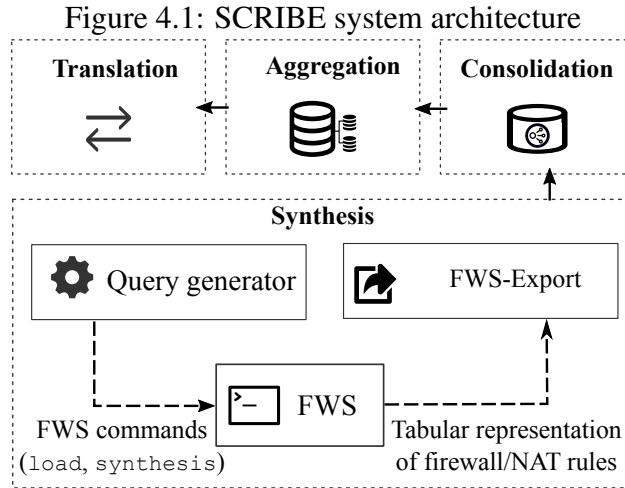 Figure 4.1: SCRIBE system architecture
Translation
Aggregation
Consolidation
Synthesis
Query generator
FWS-Export
>_ FWS
FWS commands
(load, synthesis)
Tabular representation
of firewall/NAT rules